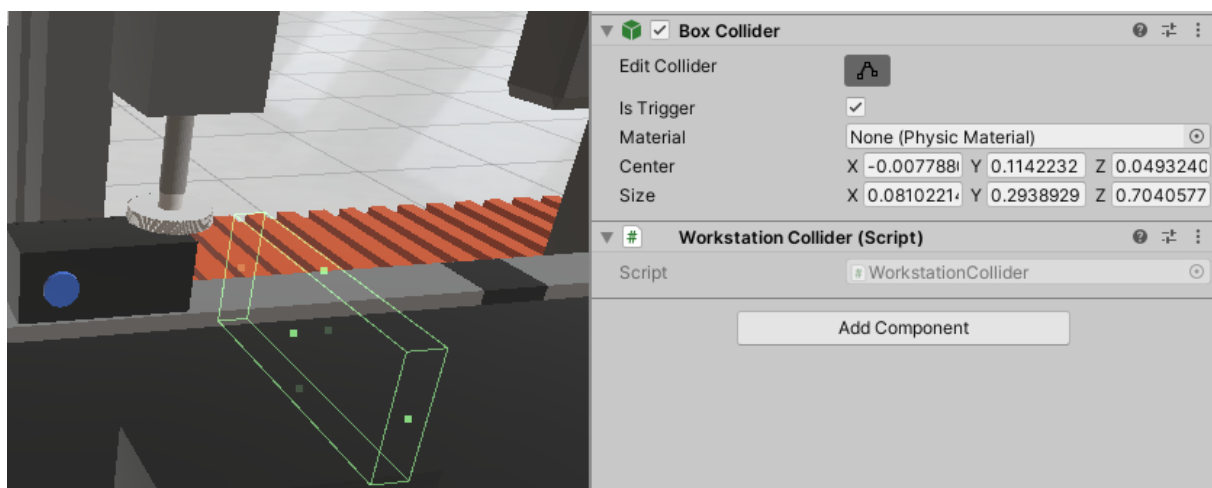 Box Collider
Edit Collider
Is Trigger
Material None (Physic Material)
Center X -0.007788 Y 0.1142232 Z 0.0493240
Size X 0.0810221 Y 0.2938929 Z 0.7040577
# Workstation Collider (Script)
Script # WorkstationCollider
Add Component